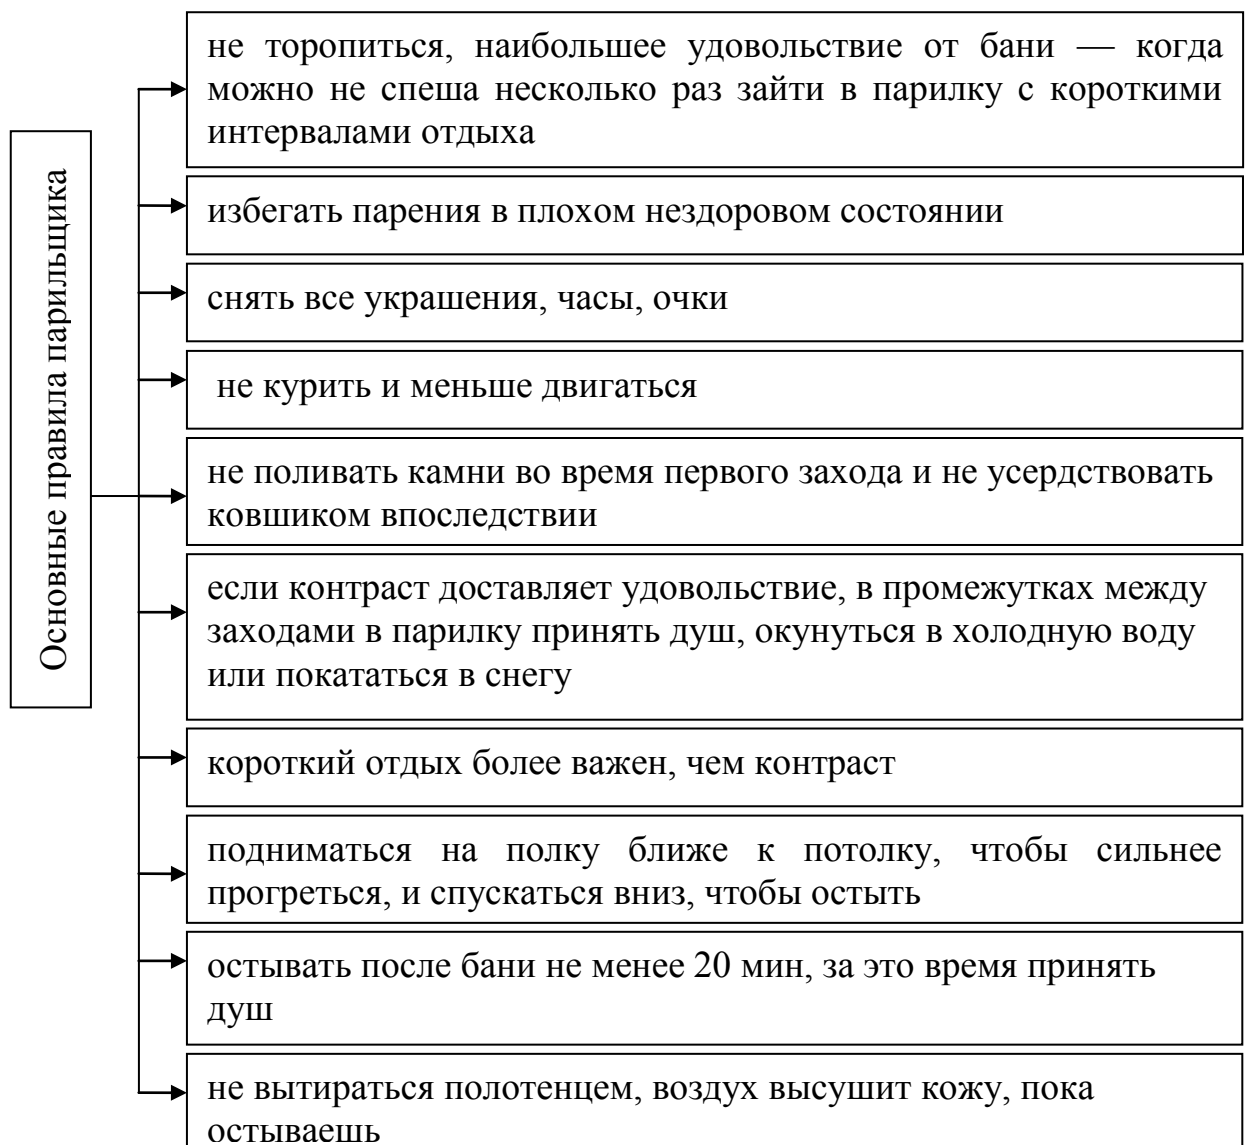 Основные правила парильщика
не торопиться, наибольшее удовольствие от бани — когда
можно не спеша несколько раз зайти в парилку с короткими
интервалами отдыха
избегать парения в плохом нездоровом состоянии
снять все украшения, часы, очки
не курить и меньше двигаться
не поливать камни во время первого захода и не усердствовать
ковшиком впоследствии
если контраст доставляет удовольствие, в промежутках между
заходами в парилку принять душ, окунуться в холодную воду
или покататься в снегу
короткий отдых более важен, чем контраст
подниматься на полку ближе к потолку, чтобы сильнее
прогреться, и спускаться вниз, чтобы остыть
остывать после бани не менее 20 мин, за это время принять
душ
не вытираться полотенцем, воздух высушит кожу, пока
остываешь